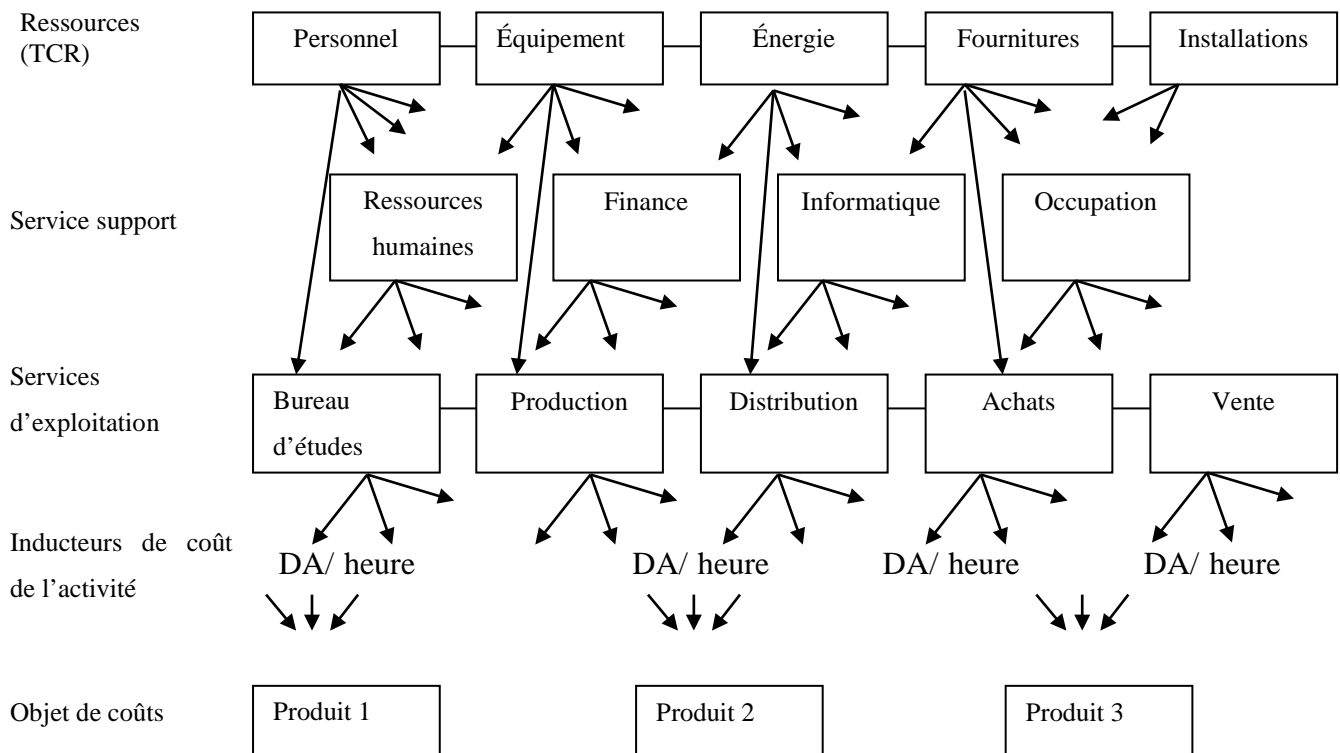 Ressources
(TCR)
Personnel
Équipement
Énergie
Fournitures
Installations
Service support
Ressources
humaines
Finance
Informatique
Occupation
Services
d’exploitation
Bureau
d’études
Production
Distribution
Achats
Vente
Inducteurs de coût
de l’activité
DA/ heure
DA/ heure
DA/ heure
DA/ heure
Objet de coûts
Produit 1
Produit 2
Produit 3